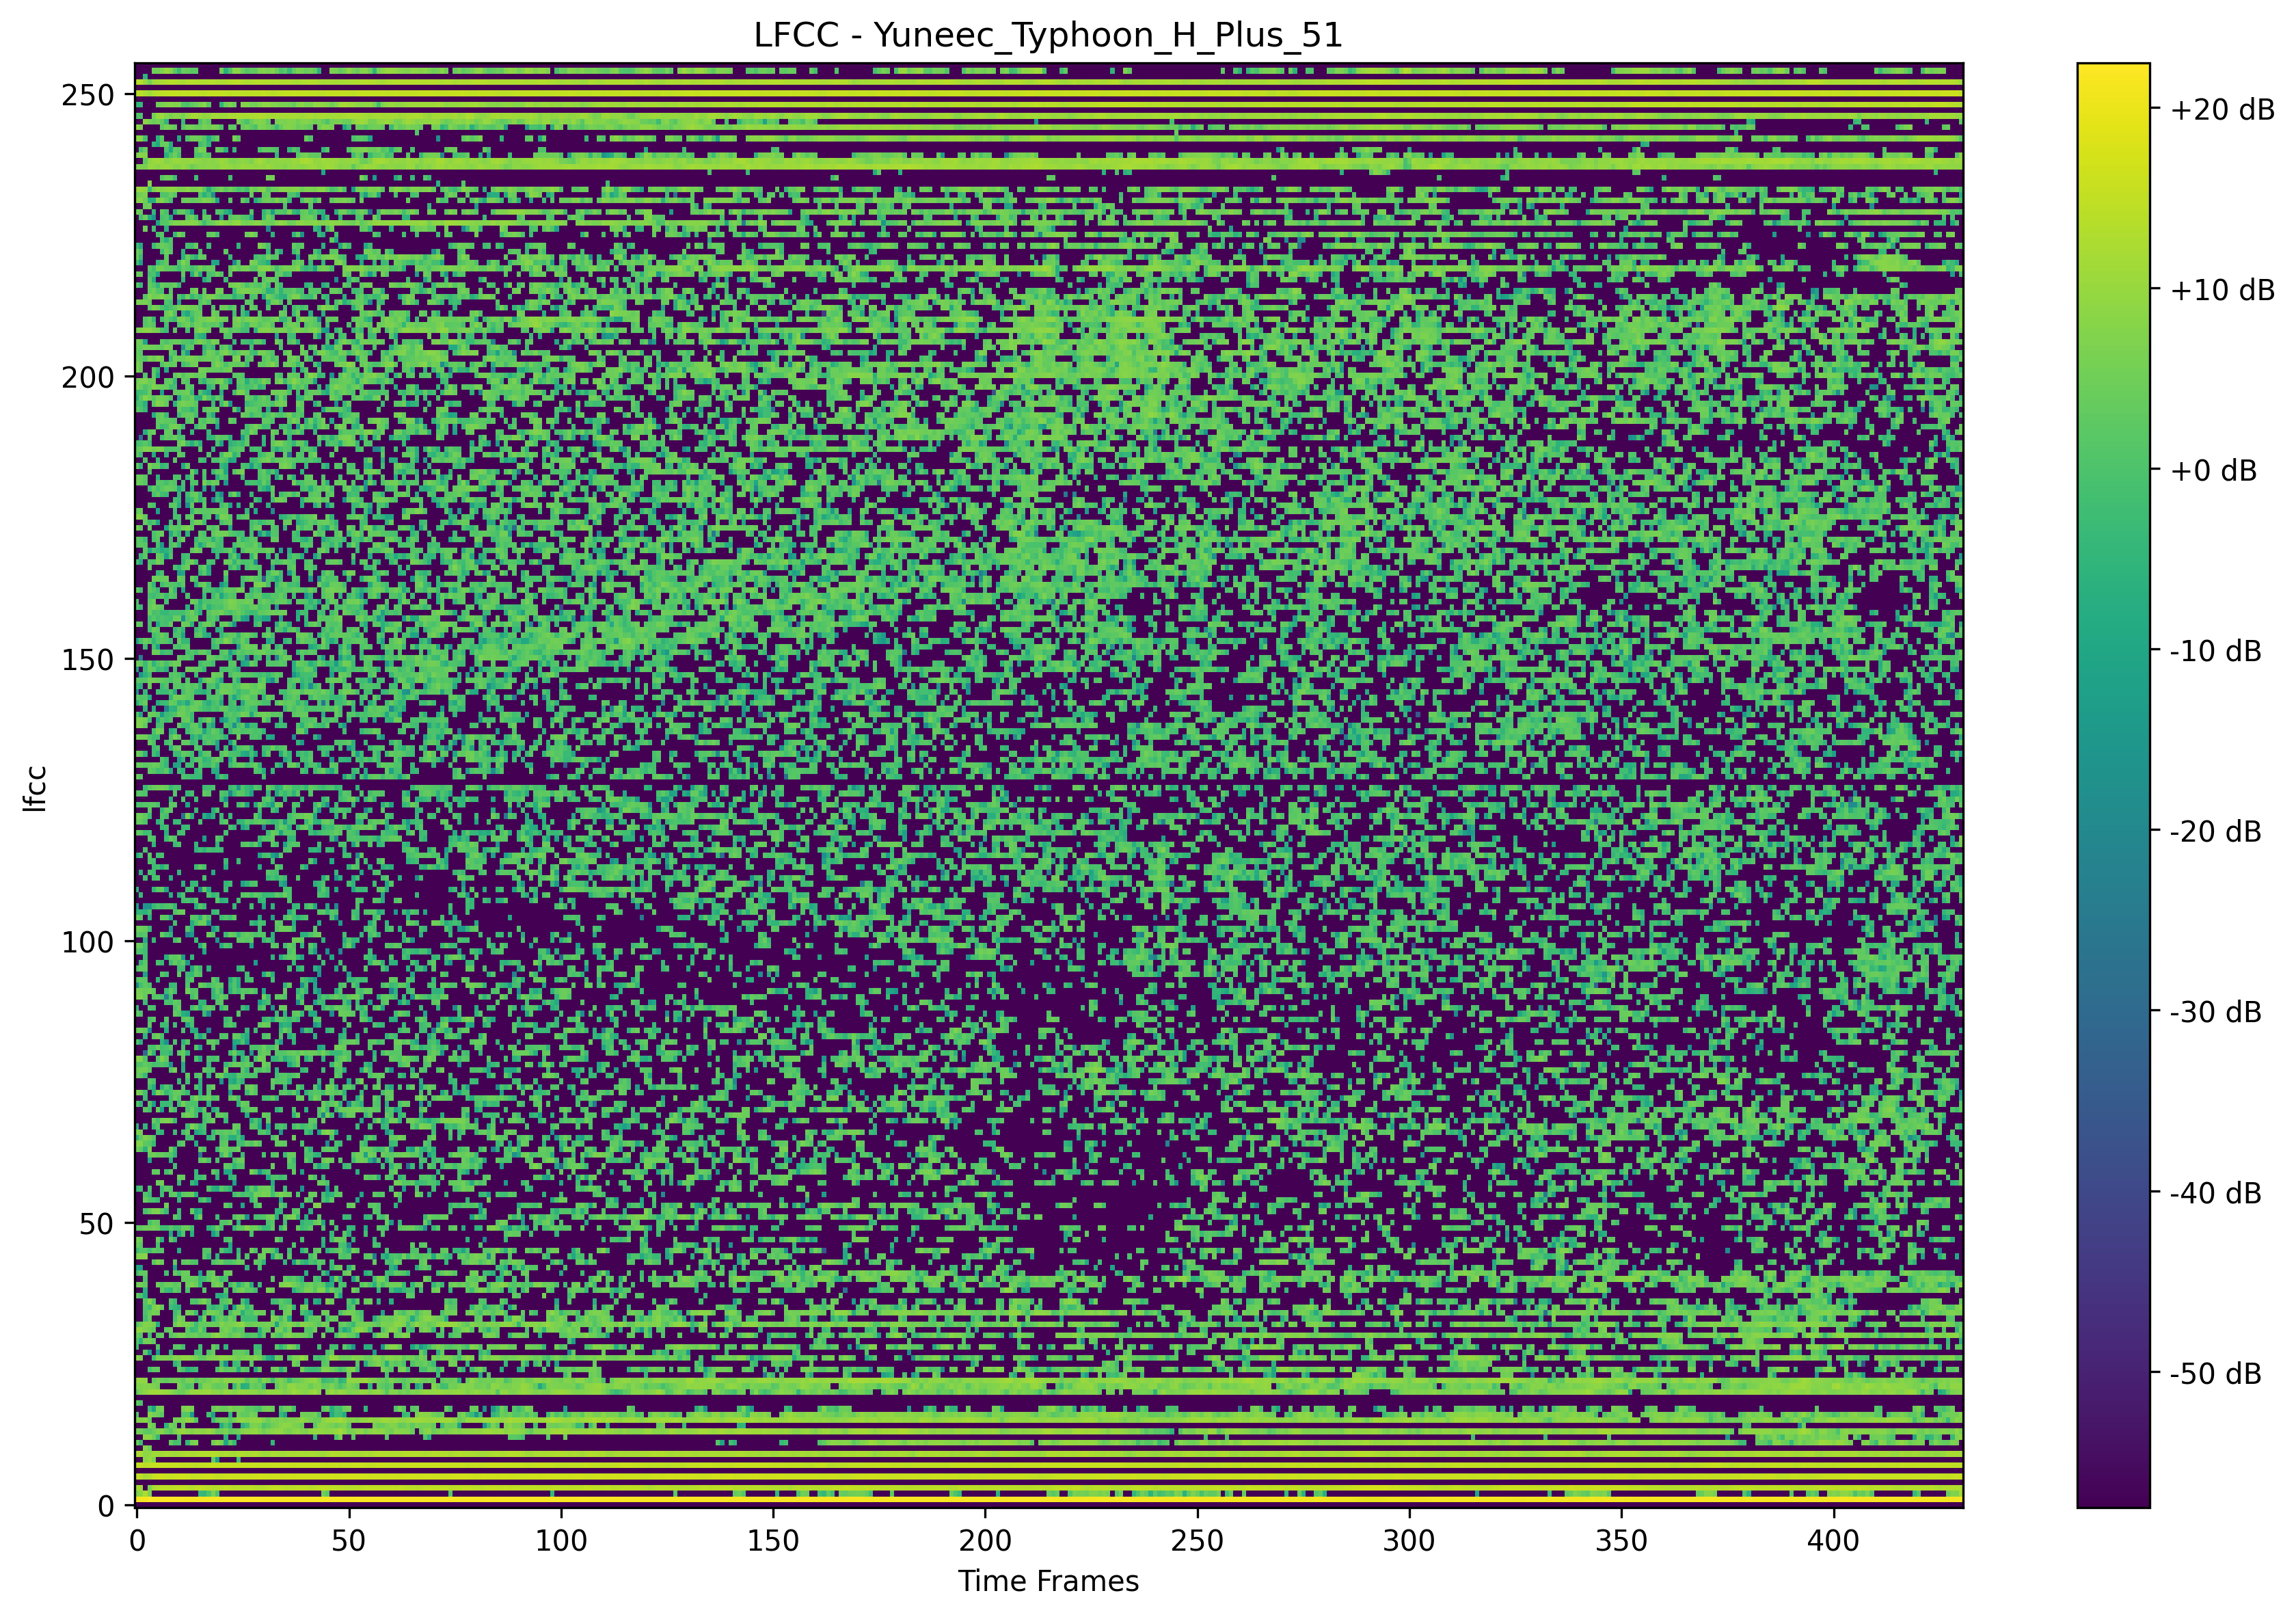 LFCC - Yuneec_Typhoon_H_Plus_51
250
200
150
100
50
0
lfcc
0 50 100 150 200 250 300 350 400
Time Frames
+20 dB
+10 dB
+0 dB
-10 dB
-20 dB
-30 dB
-40 dB
-50 dB